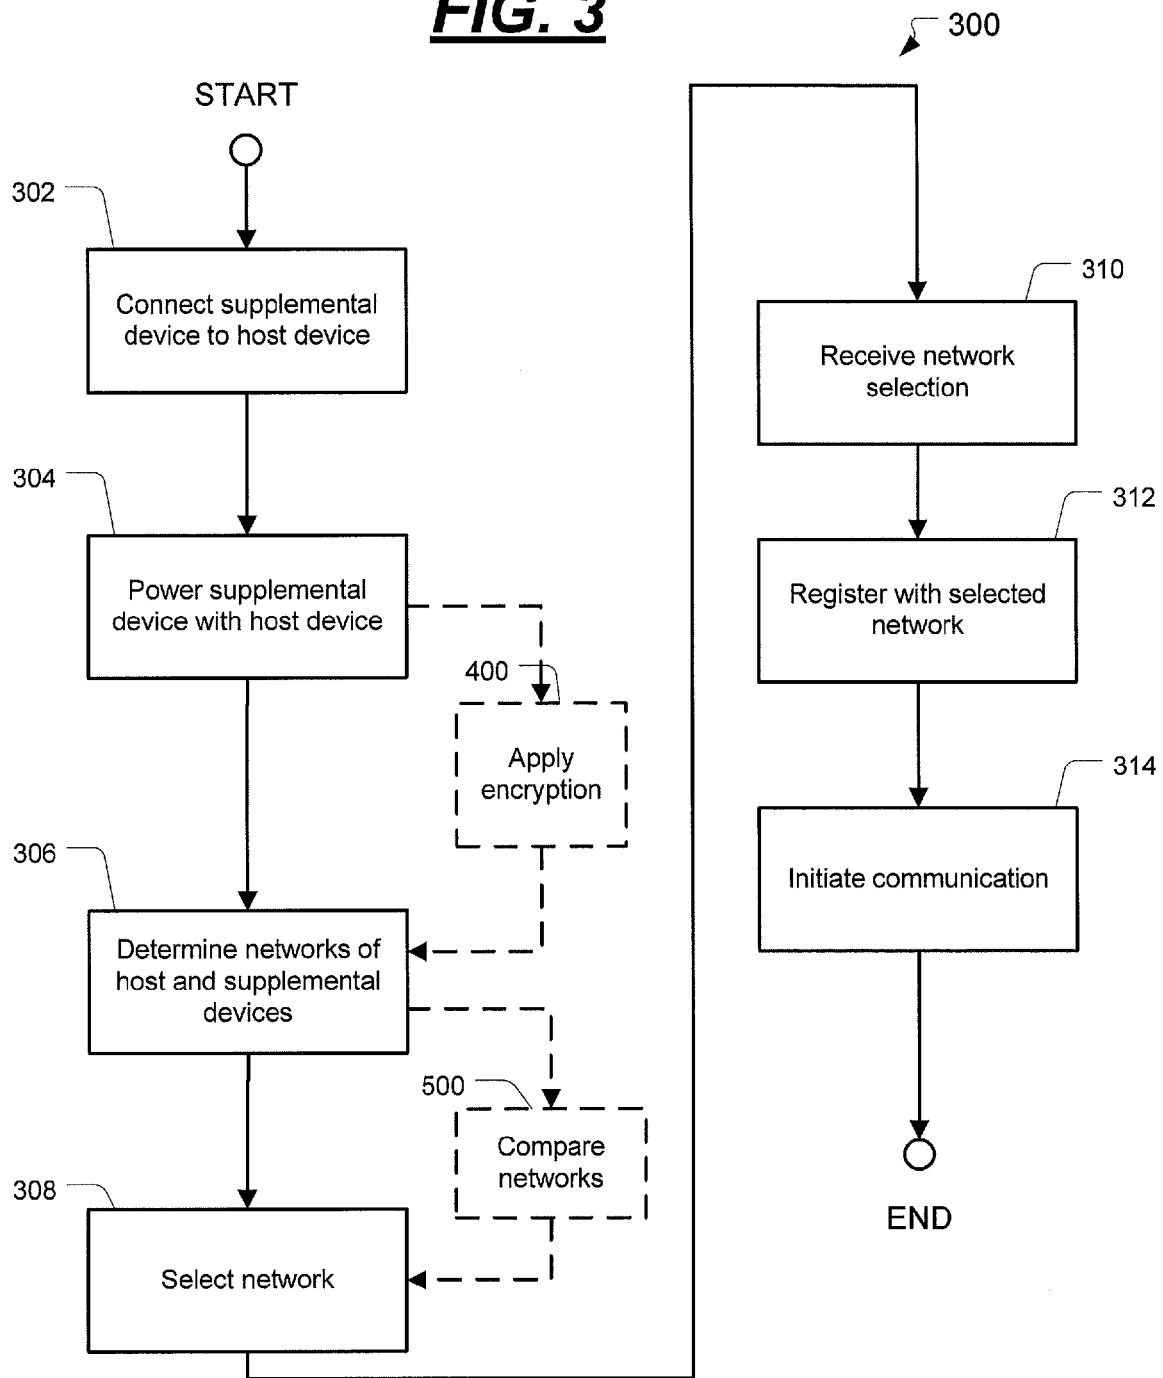 FIG. 3
300
START
302
Connect supplemental
device to host device
304
Power supplemental
device with host device
400
Apply
encryption
306
Determine networks of
host and supplemental
devices
500
Compare
networks
308
Select network
310
Receive network
selection
312
Register with selected
network
314
Initiate communication
END